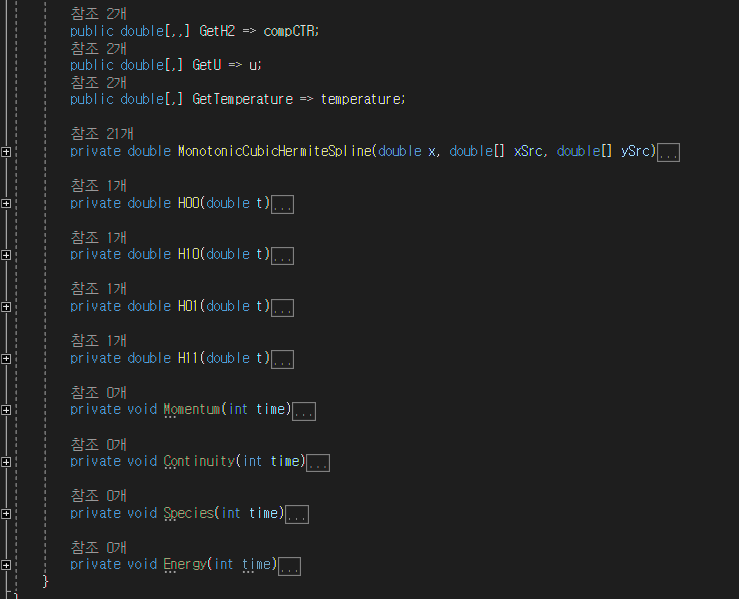 참조 2개
public double[,,] GetH2 => compCTR;
참조 2개
public double[,] GetU => u;
참조 2개
public double[,] GetTemperature => temperature;
참조 21개
private double MonotonicCubicHermiteSpline(double x, double[] xSrc, double[] ySrc)...
참조 1개
private double H00(double t)...
참조 1개
private double H10(double t)...
참조 1개
private double H01(double t)...
참조 1개
private double H11(double t)...
참조 0개
private void Momentum(int time)...
참조 0개
private void Continuity(int time)...
참조 0개
private void Species(int time)...
참조 0개
private void Energy(int time)...
}
}